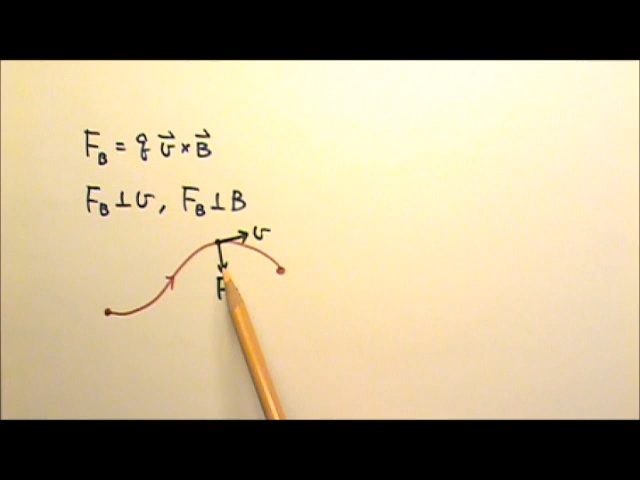 F_B = q v⃗ × B⃗
F_B ⊥ v, F_B ⊥ B
v
F